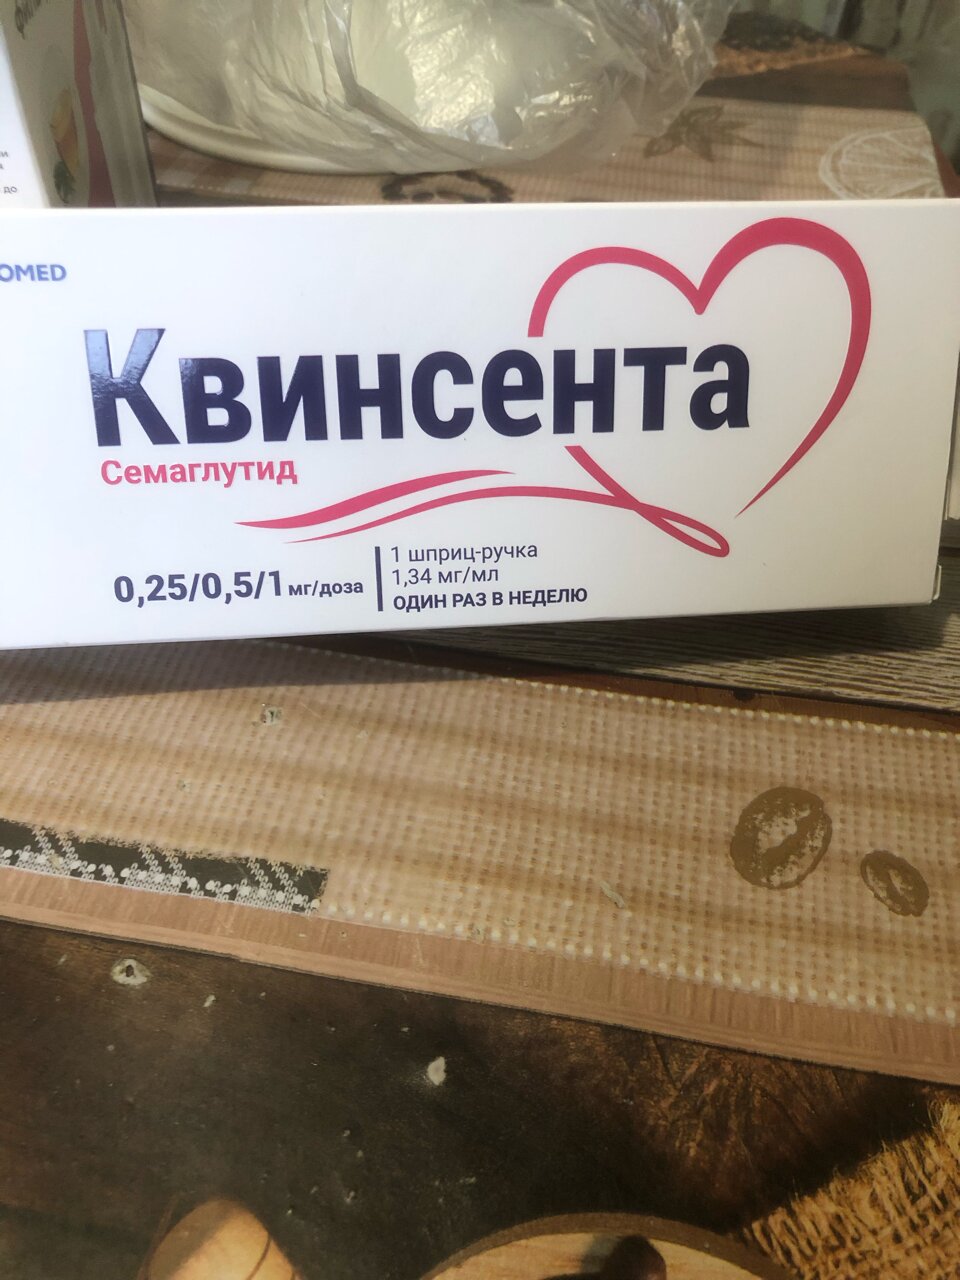 и
до
OMED
Квинсента
Семаглутид
0,25/0,5/1 мг/доза
1 шприц-ручка
1,34 мг/мл
ОДИН РАЗ В НЕДЕЛЮ